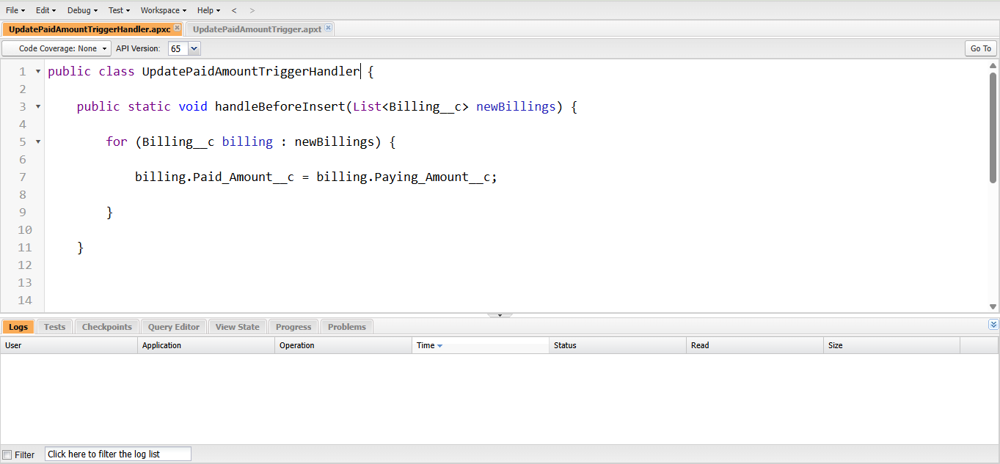 File Edit Debug Test Workspace Help < >
UpdatePaidAmountTriggerHandler.apxc UpdatePaidAmountTrigger.apxt
Code Coverage: None API Version: 65 Go To
1 public class UpdatePaidAmountTriggerHandler {
2
3 public static void handleBeforeInsert(List<Billing__c> newBillings) {
4
5 for (Billing__c billing : newBillings) {
6
7 billing.Paid_Amount__c = billing.Paying_Amount__c;
8
9 }
10
11 }
12
13
14
Logs Tests Checkpoints Query Editor View State Progress Problems
User Application Operation Time Status Read Size
Filter Click here to filter the log list